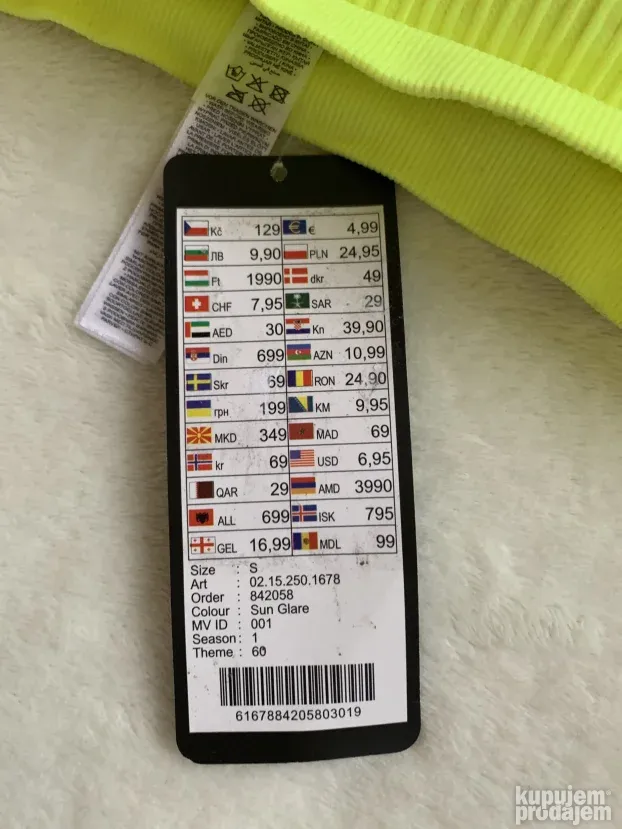 Kč 129 € 4,99
ЛВ 9,90 PLN 24,95
Ft 1990 dkr 49
CHF 7,95 SAR 29
AED 30 Kn 39,90
Din 699 AZN 10,99
Skr 69 RON 24,90
грн 199 KM 9,95
MKD 349 MAD 69
kr 69 USD 6,95
QAR 29 AMD 3990
ALL 699 ISK 795
GEL 16,99 MDL 99
Size : S
Art : 02.15.250.1678
Order : 842058
Colour : Sun Glare
MV ID : 001
Season : 1
Theme : 60
6167884205803019
kupujem
prodajem